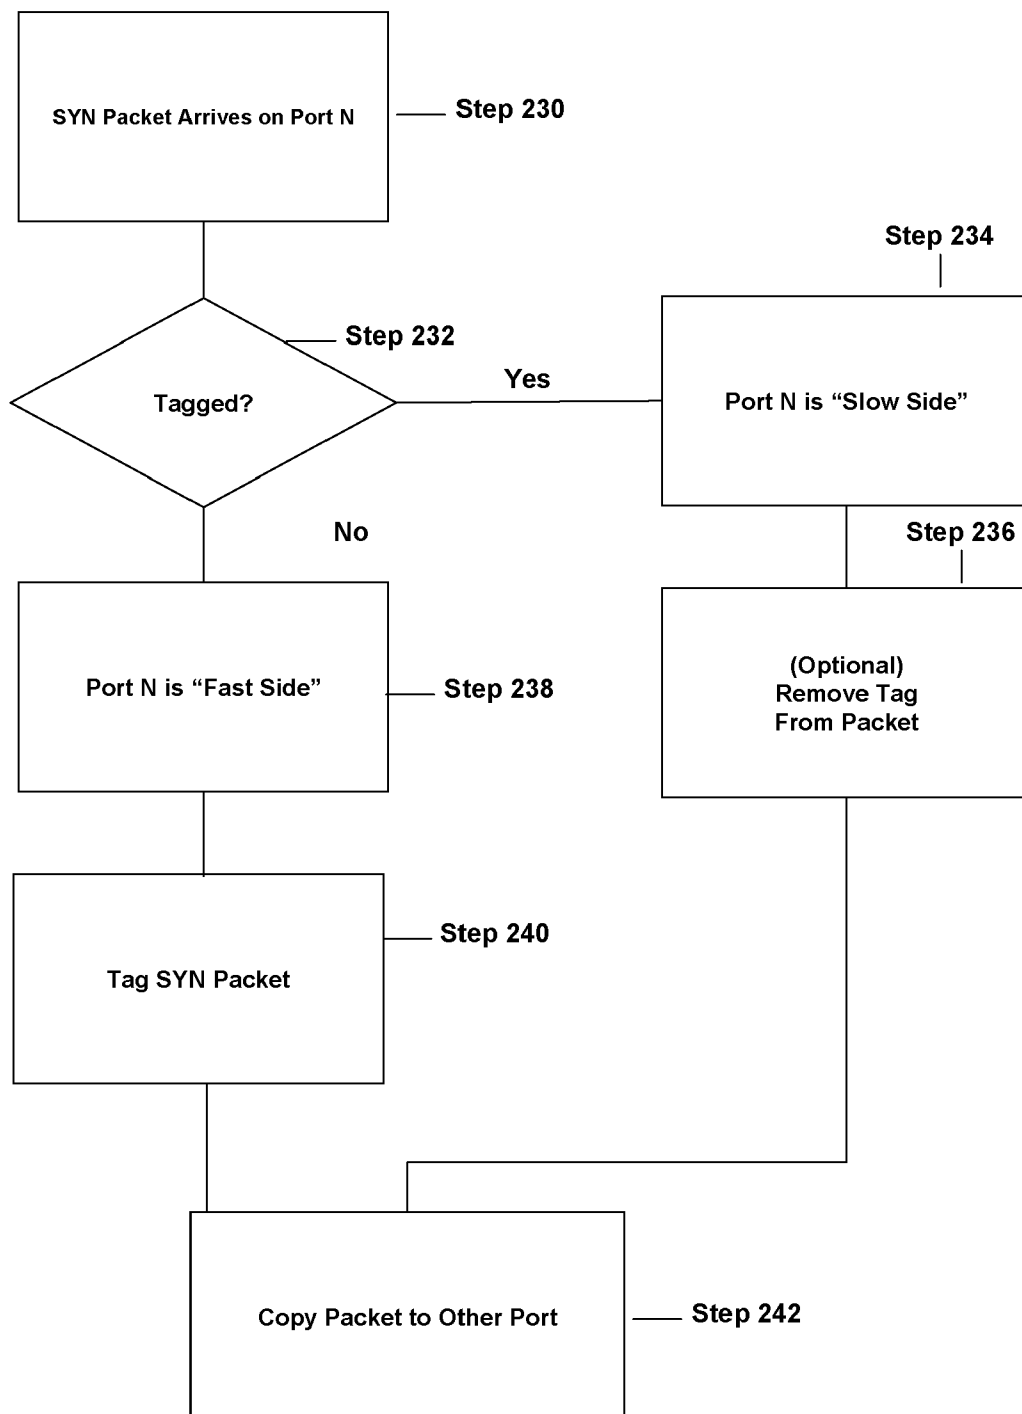 SYN Packet Arrives on Port N
Step 230
Step 234
Step 232
Tagged?
Yes
Port N is “Slow Side”
No
Step 236
Port N is “Fast Side”
Step 238
(Optional)
Remove Tag
From Packet
Step 240
Tag SYN Packet
Copy Packet to Other Port
Step 242